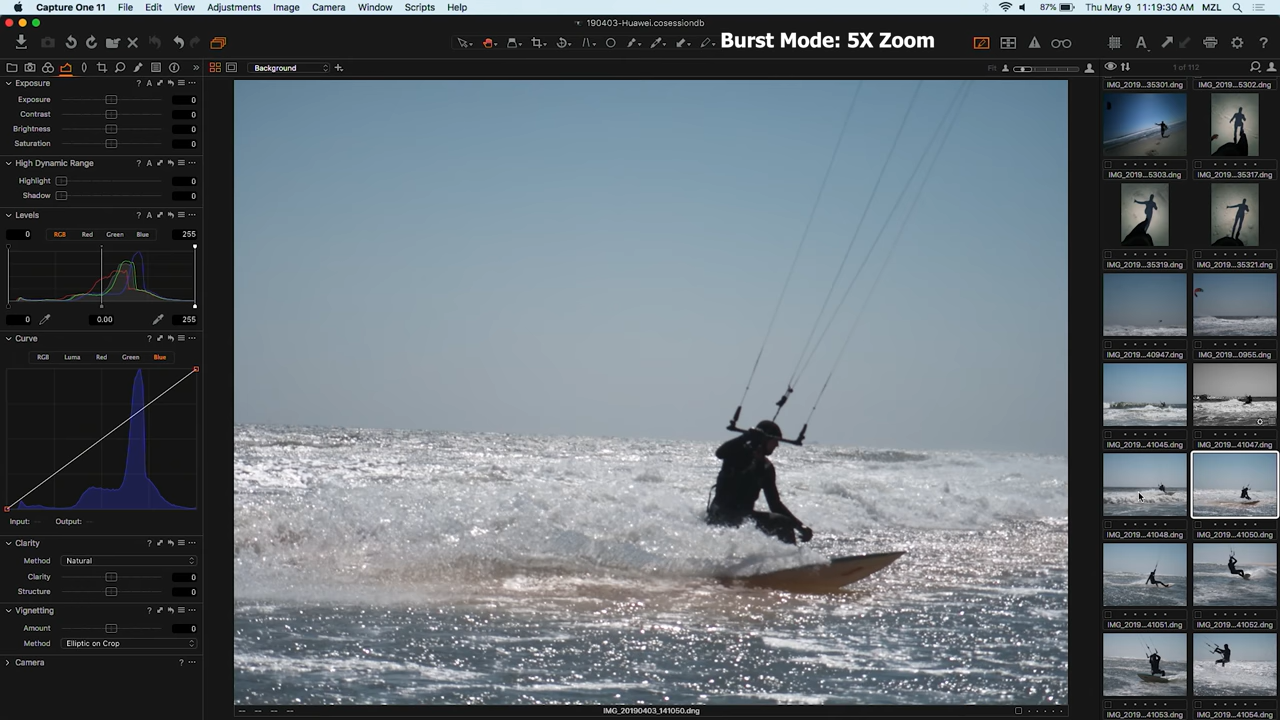 Capture One 11 File Edit View Adjustments Image Camera Window Scripts Help 87% Thu May 9 11:19:30 AM MZL
190403-Huawei.cosessiondb
Burst Mode: 5X Zoom
Background
Fit
1 of 112
Exposure ? A
Exposure 0
Contrast 0
Brightness 0
Saturation 0
High Dynamic Range ? A
Highlight 0
Shadow 0
Levels ? A
0 RGB Red Green Blue 255
0 0.00 255
Curve ?
RGB Luma Red Green Blue
Input: Output:
Clarity ?
Method Natural
Clarity 0
Structure 0
Vignetting ?
Amount 0
Method Elliptic on Crop
Camera ?
IMG_20190403_141050.dng
IMG_2019...35301.dng
...5302.dng
...5303.dng
IMG_2019...35317.dng
IMG_2019...35319.dng
IMG_2019...35321.dng
IMG_2019...40947.dng
...0955.dng
IMG_2019...41045.dng
...41047.dng
IMG_2019...41048.dng
IMG_2019...41050.dng
IMG_2019...41051.dng
IMG_2019...41052.dng
IMG_2019...41053.dng
IMG_2019...41054.dng